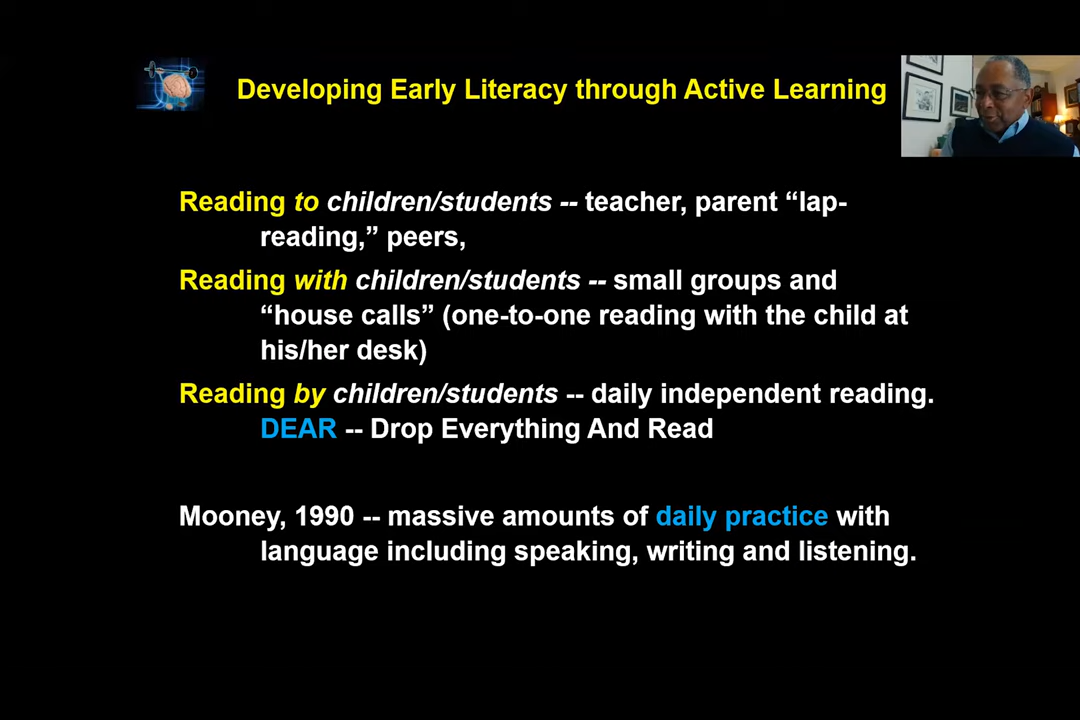 Developing Early Literacy through Active Learning
Reading to children/students -- teacher, parent “lap-
reading,” peers,
Reading with children/students -- small groups and
“house calls” (one-to-one reading with the child at
his/her desk)
Reading by children/students -- daily independent reading.
DEAR -- Drop Everything And Read
Mooney, 1990 -- massive amounts of daily practice with
language including speaking, writing and listening.